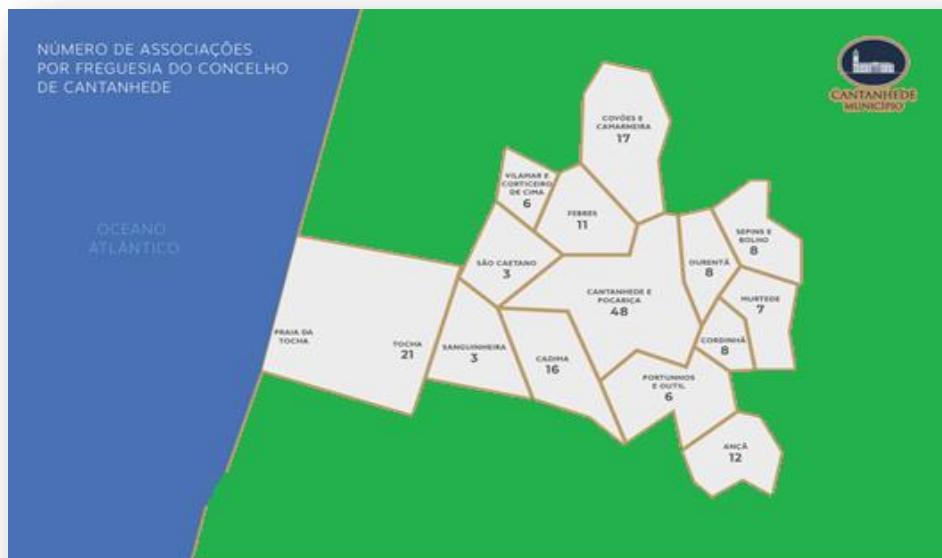 NÚMERO DE ASSOCIAÇÕES
POR FREGUESIA DO CONCELHO
DE CANTANHEDE
CANTANHEDE
MUNICÍPIO
OCEANO
ATLÂNTICO
COVÕES E
CAMARNEIRA
17
VILAMAR E
CORTICEIRO
DE CIMA
6
FEBRES
11
SEPINS E
BOLHO
8
SÃO CAETANO
3
OURENTÃ
8
CANTANHEDE E
POCARIÇA
48
MURTEDE
7
PRAIA DA
TOCHA
TOCHA
21
SANGUINHEIRA
3
CADIMA
16
CORDINHÃ
8
PORTUNHOS
E OUTIL
6
ANÇÃ
12